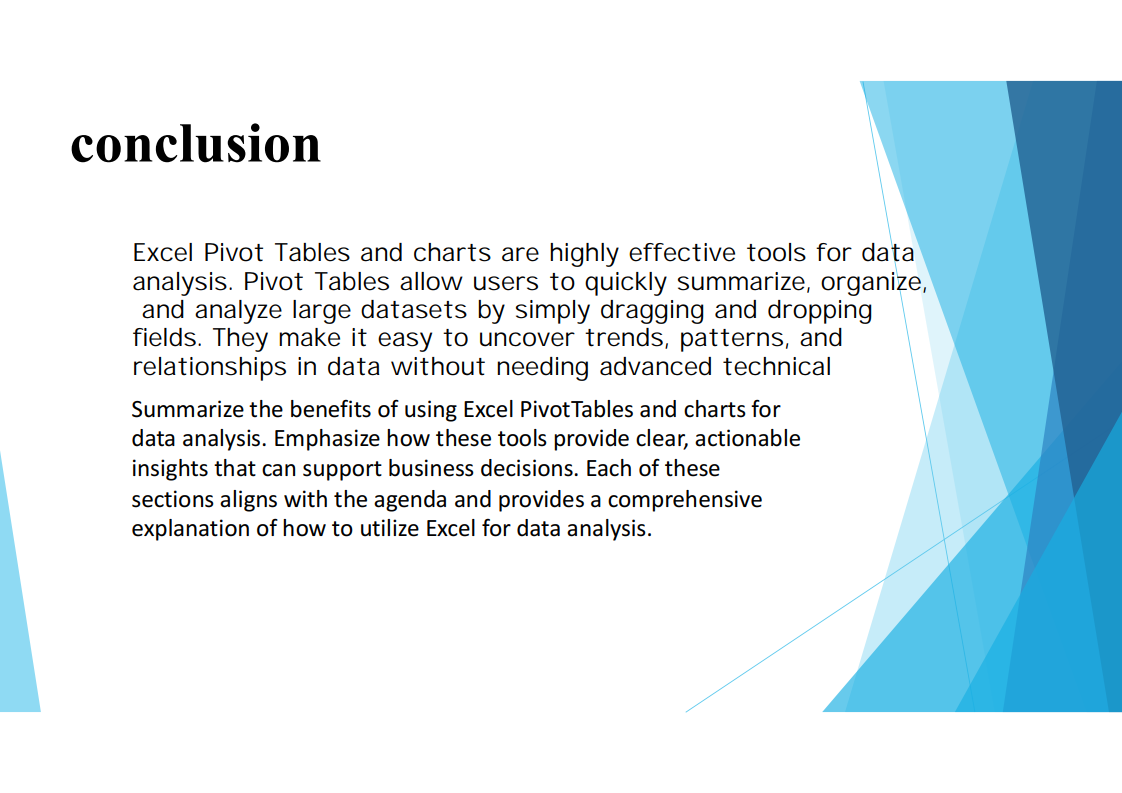 conclusion
Excel Pivot Tables and charts are highly effective tools for data
analysis. Pivot Tables allow users to quickly summarize, organize,
and analyze large datasets by simply dragging and dropping
fields. They make it easy to uncover trends, patterns, and
relationships in data without needing advanced technical
Summarize the benefits of using Excel PivotTables and charts for
data analysis. Emphasize how these tools provide clear, actionable
insights that can support business decisions. Each of these
sections aligns with the agenda and provides a comprehensive
explanation of how to utilize Excel for data analysis.